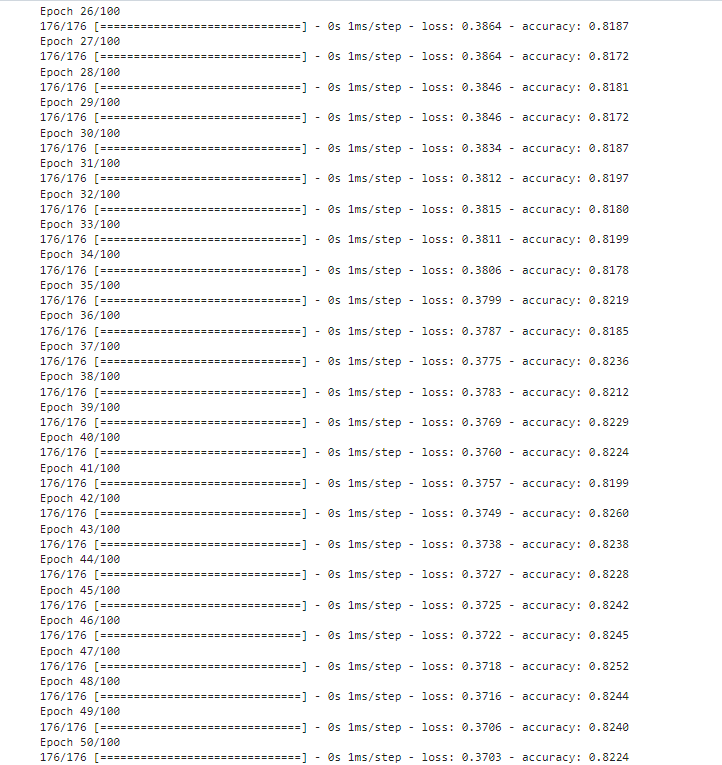 Epoch 26/100
176/176 [==============================] - 0s 1ms/step - loss: 0.3864 - accuracy: 0.8187
Epoch 27/100
176/176 [==============================] - 0s 1ms/step - loss: 0.3864 - accuracy: 0.8172
Epoch 28/100
176/176 [==============================] - 0s 1ms/step - loss: 0.3846 - accuracy: 0.8181
Epoch 29/100
176/176 [==============================] - 0s 1ms/step - loss: 0.3846 - accuracy: 0.8172
Epoch 30/100
176/176 [==============================] - 0s 1ms/step - loss: 0.3834 - accuracy: 0.8187
Epoch 31/100
176/176 [==============================] - 0s 1ms/step - loss: 0.3812 - accuracy: 0.8197
Epoch 32/100
176/176 [==============================] - 0s 1ms/step - loss: 0.3815 - accuracy: 0.8180
Epoch 33/100
176/176 [==============================] - 0s 1ms/step - loss: 0.3811 - accuracy: 0.8199
Epoch 34/100
176/176 [==============================] - 0s 1ms/step - loss: 0.3806 - accuracy: 0.8178
Epoch 35/100
176/176 [==============================] - 0s 1ms/step - loss: 0.3799 - accuracy: 0.8219
Epoch 36/100
176/176 [==============================] - 0s 1ms/step - loss: 0.3787 - accuracy: 0.8185
Epoch 37/100
176/176 [==============================] - 0s 1ms/step - loss: 0.3775 - accuracy: 0.8236
Epoch 38/100
176/176 [==============================] - 0s 1ms/step - loss: 0.3783 - accuracy: 0.8212
Epoch 39/100
176/176 [==============================] - 0s 1ms/step - loss: 0.3769 - accuracy: 0.8229
Epoch 40/100
176/176 [==============================] - 0s 1ms/step - loss: 0.3760 - accuracy: 0.8224
Epoch 41/100
176/176 [==============================] - 0s 1ms/step - loss: 0.3757 - accuracy: 0.8199
Epoch 42/100
176/176 [==============================] - 0s 1ms/step - loss: 0.3749 - accuracy: 0.8260
Epoch 43/100
176/176 [==============================] - 0s 1ms/step - loss: 0.3738 - accuracy: 0.8238
Epoch 44/100
176/176 [==============================] - 0s 1ms/step - loss: 0.3727 - accuracy: 0.8228
Epoch 45/100
176/176 [==============================] - 0s 1ms/step - loss: 0.3725 - accuracy: 0.8242
Epoch 46/100
176/176 [==============================] - 0s 1ms/step - loss: 0.3722 - accuracy: 0.8245
Epoch 47/100
176/176 [==============================] - 0s 1ms/step - loss: 0.3718 - accuracy: 0.8252
Epoch 48/100
176/176 [==============================] - 0s 1ms/step - loss: 0.3716 - accuracy: 0.8244
Epoch 49/100
176/176 [==============================] - 0s 1ms/step - loss: 0.3706 - accuracy: 0.8240
Epoch 50/100
176/176 [==============================] - 0s 1ms/step - loss: 0.3703 - accuracy: 0.8224